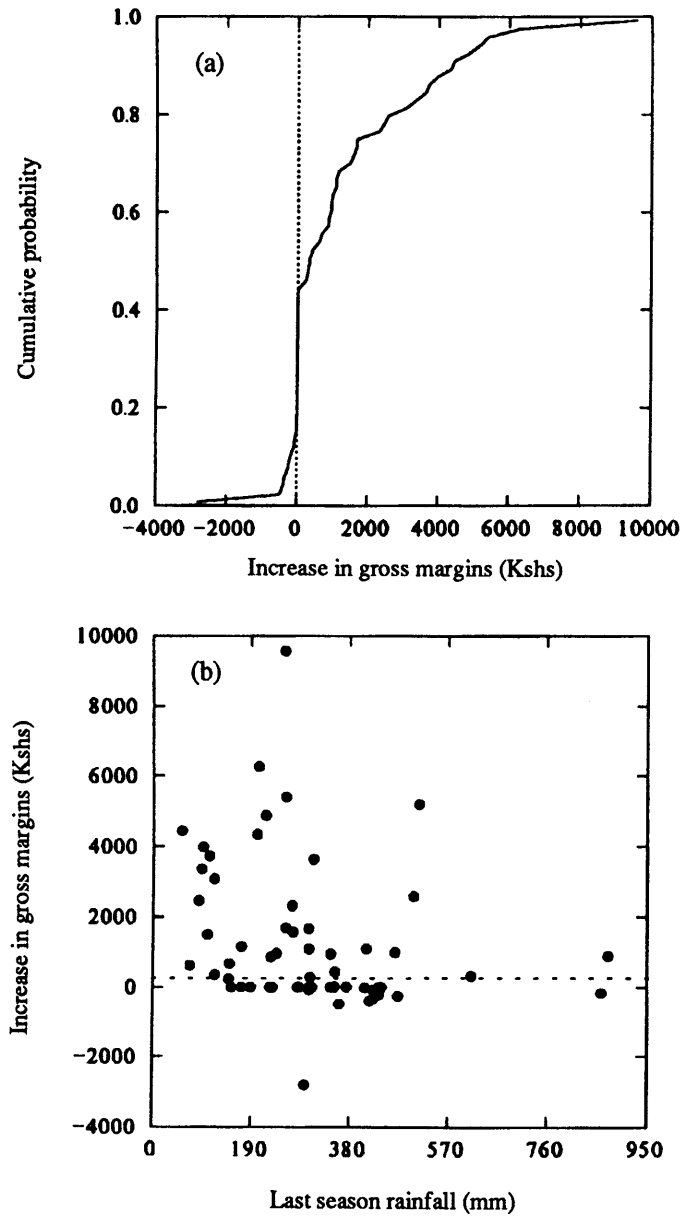 (a)
Cumulative probability
1.0
0.8
0.6
0.4
0.2
0.0
−4000 −2000 0 2000 4000 6000 8000 10000
Increase in gross margins (Kshs)
(b)
Increase in gross margins (Kshs)
10000
8000
6000
4000
2000
0
−2000
−4000
0 190 380 570 760 950
Last season rainfall (mm)